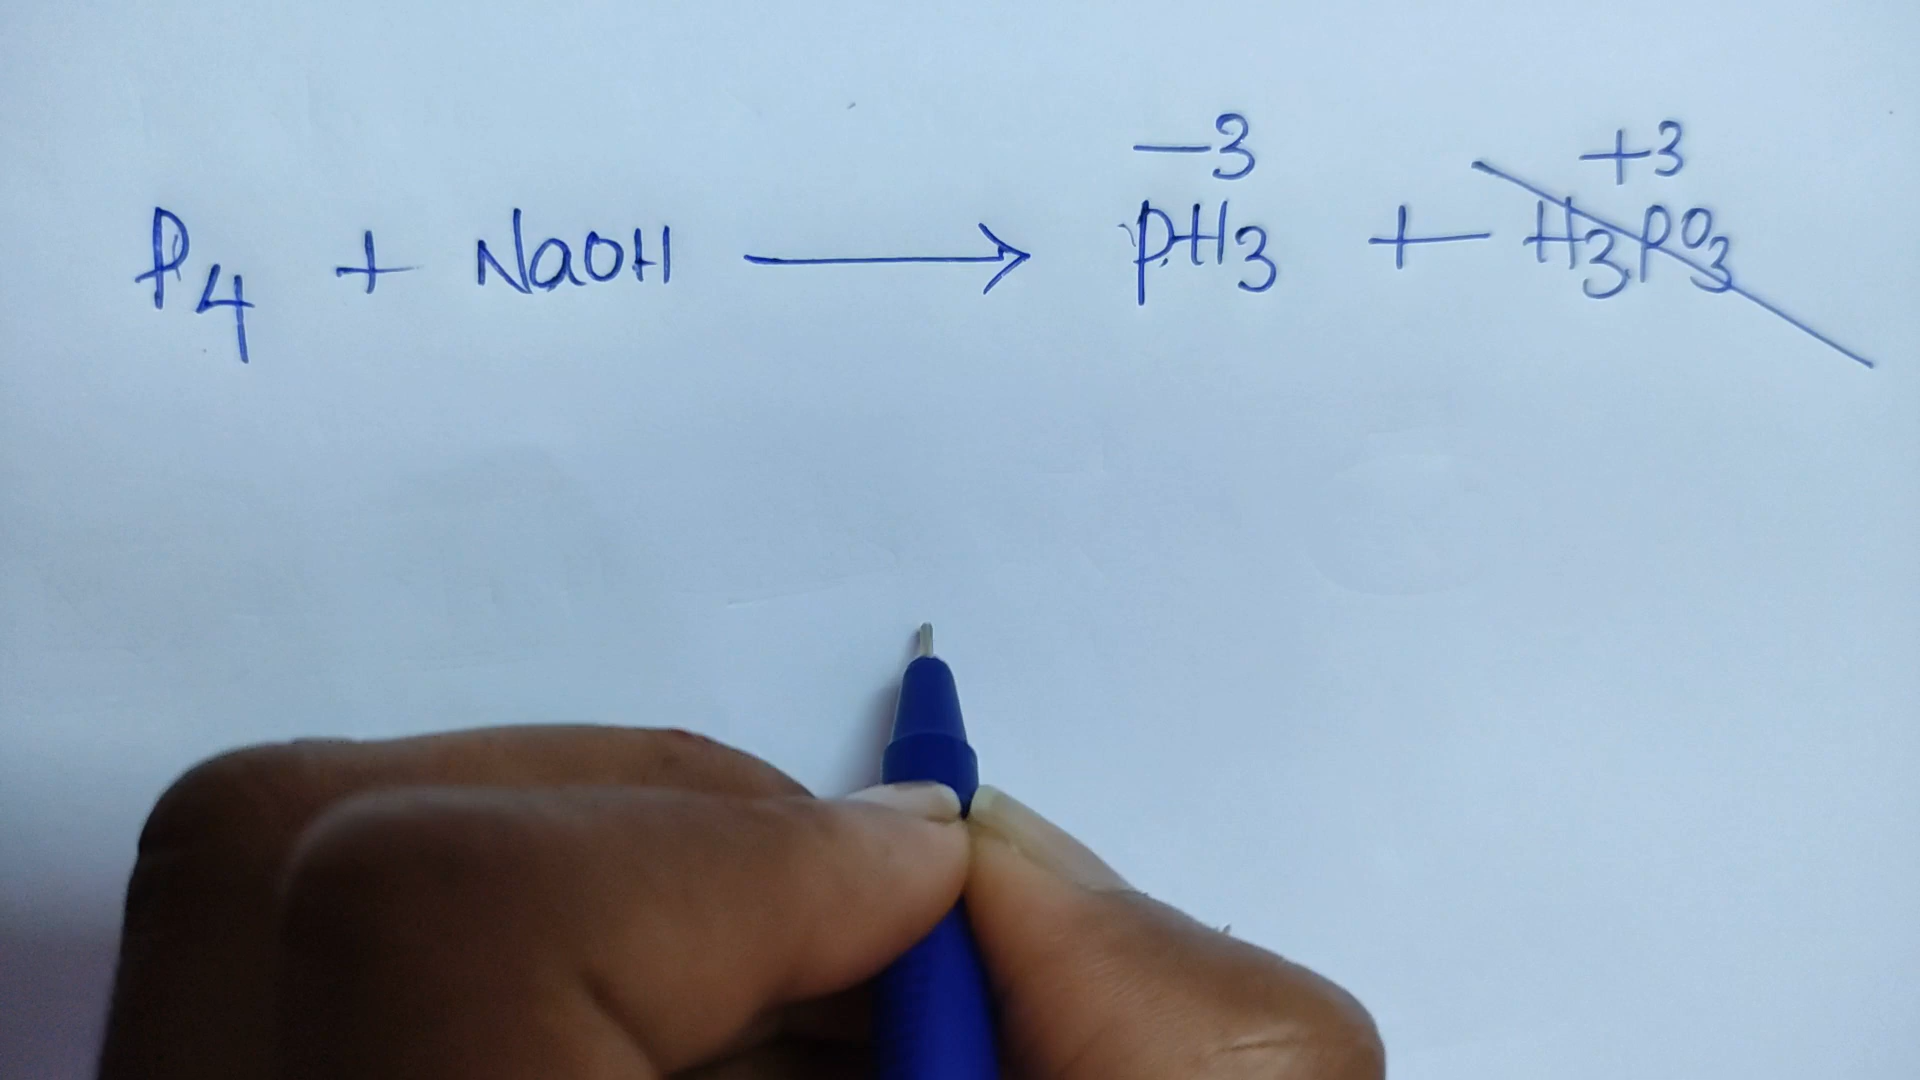 -3 +3
P4 + NaOH → PH3 + H3PO3